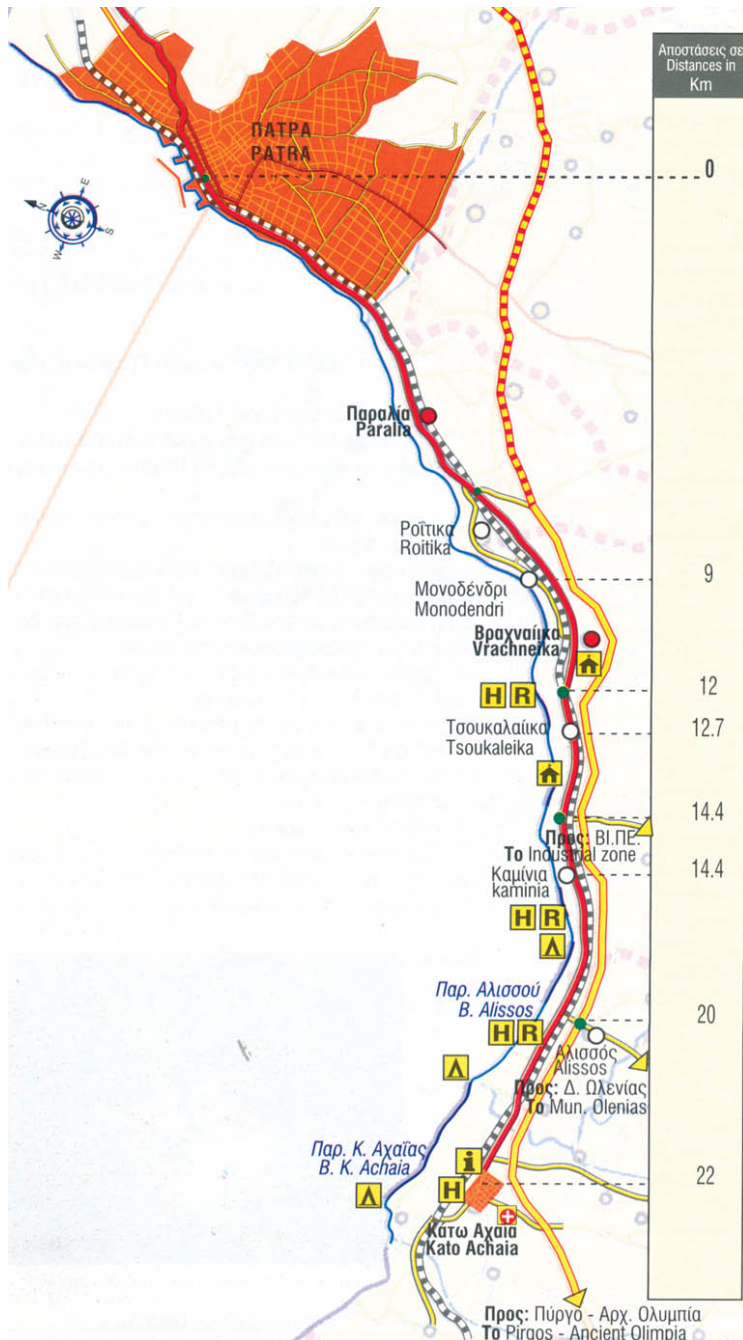 Αποστάσεις σε
Distances in
Km
ΠΑΤΡΑ
PATRA
0
N
E
W
S
Παραλία
Paralia
Ροΐτικα
Roitika
Μονοδένδρι
Monodendri
9
Βραχναίικα
Vrachneika
H R
12
Τσουκαλαίικα
Tsoukaleika
12.7
14.4
Προς: ΒΙ.ΠΕ.
To Industrial zone
Καμίνια
kaminia
14.4
H R
Παρ. Αλισσού
B. Alissos
20
H R
Αλισσός
Alissos
Προς: Δ. Ωλενίας
To Mun. Olenias
Παρ. Κ. Αχαΐας
B. K. Achaia
i
H
22
Κάτω Αχαΐα
Kato Achaia
Προς: Πύργο - Αρχ. Ολυμπία
To Pirgos - Ancient Olimpia